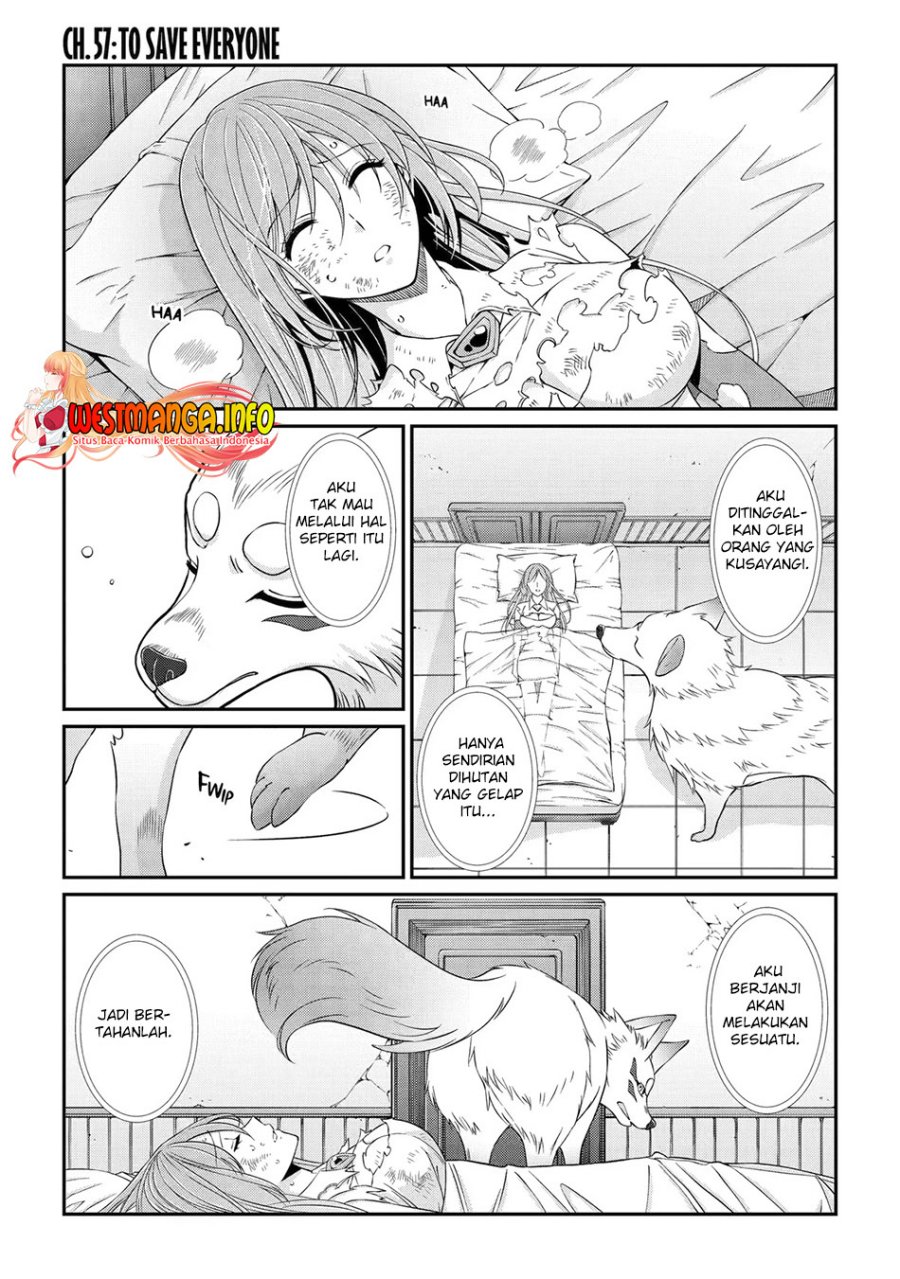 CH. 57: TO SAVE EVERYONE
HAA
HAA
HAA
WESTMANGA.INFO
Situs Baca Komik Berbahasa Indonesia
AKU
DITINGGAL-
KAN OLEH
ORANG YANG
KUSAYANGI.
HANYA
SENDIRIAN
DIHUTAN
YANG GELAP
ITU...
AKU
TAK MAU
MELALUI HAL
SEPERTI ITU
LAGI.
FWIP
AKU
BERJANJI
AKAN
MELAKUKAN
SESUATU.
JADI BER-
TAHANLAH.